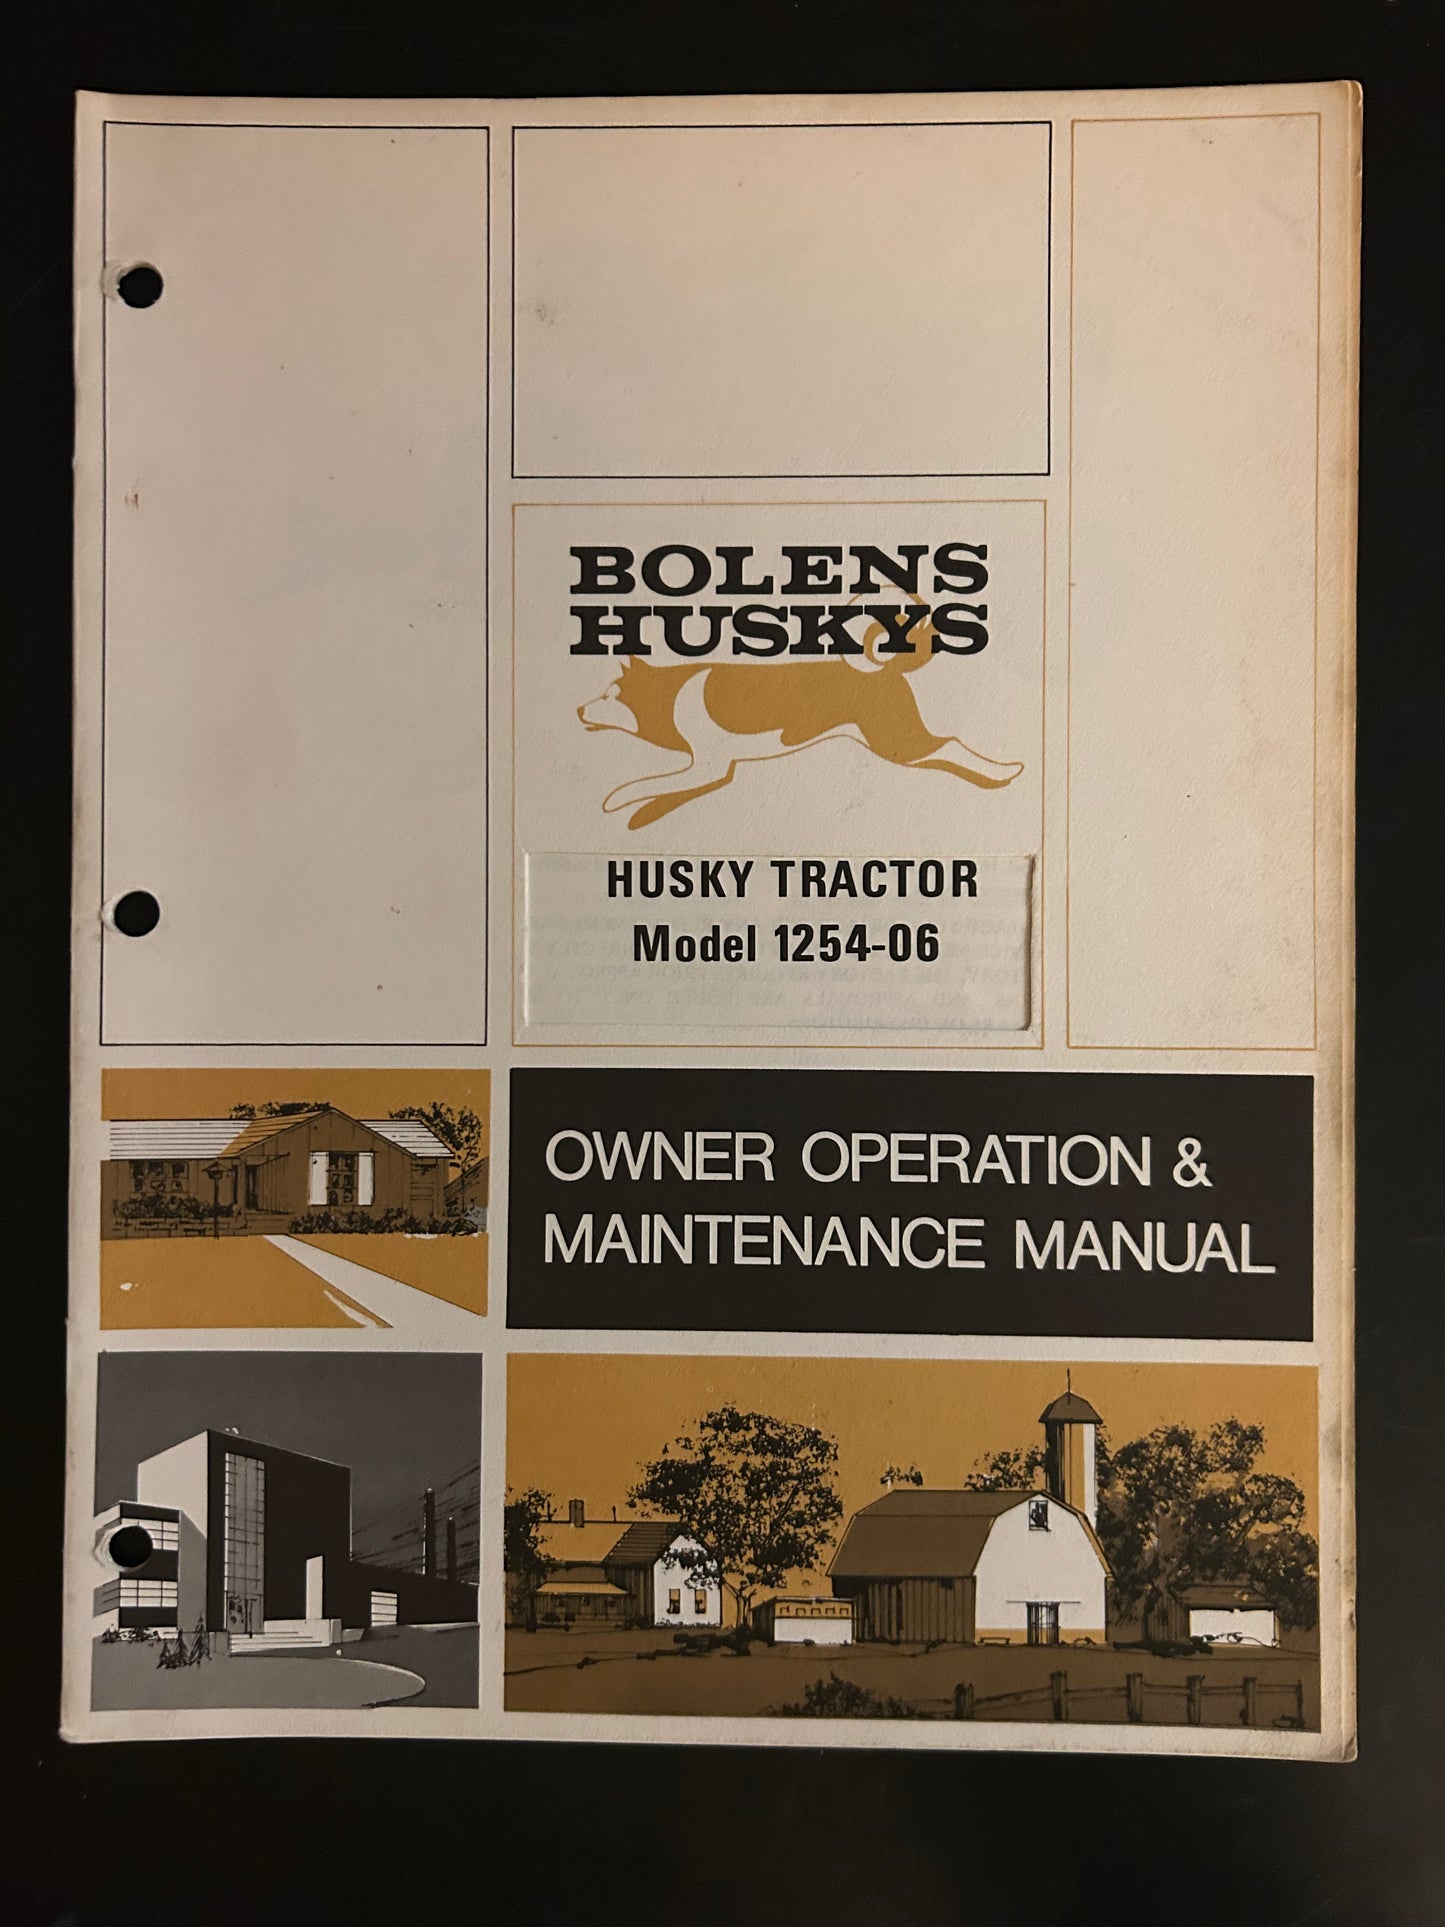 BOLENS
HUSKYS
HUSKY TRACTOR
Model 1254-06
OWNER OPERATION &
MAINTENANCE MANUAL